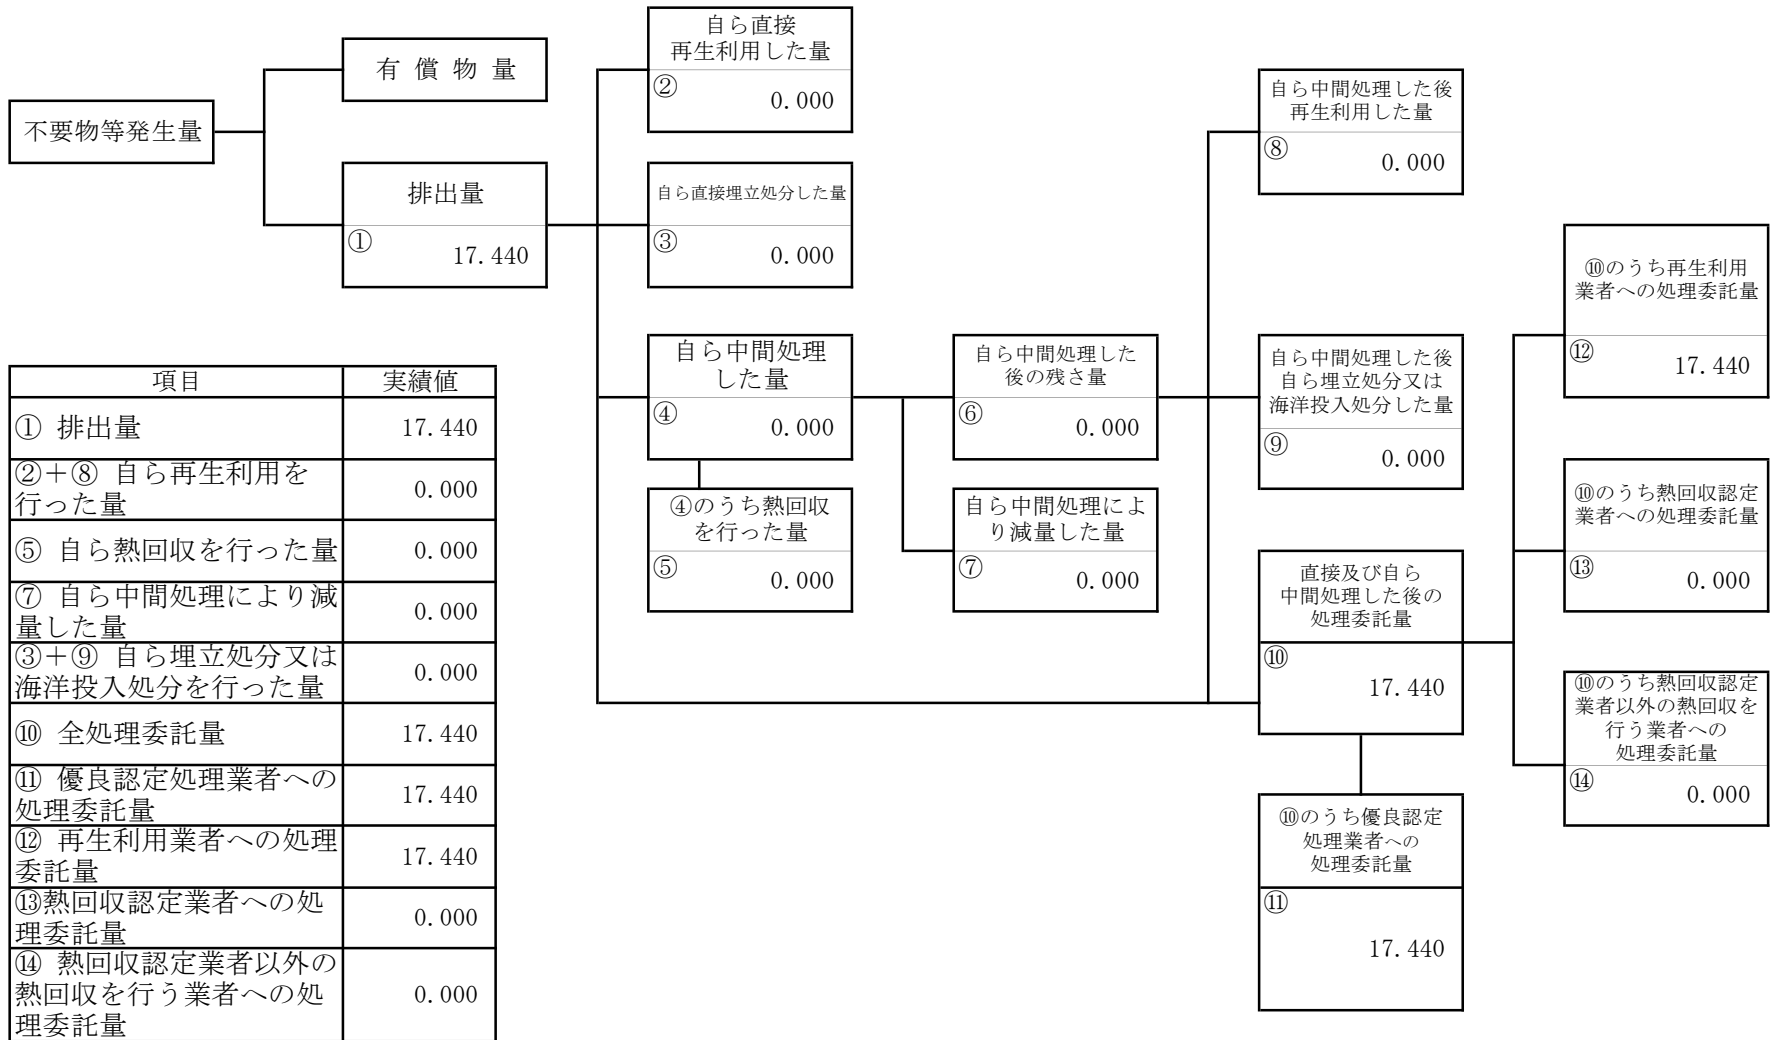 不要物等発生量
有 償 物 量
排出量
①
17.440
自ら直接
再生利用した量
②
0.000
自ら直接埋立処分した量
③
0.000
自ら中間処理
した量
④
0.000
④のうち熱回収
を行った量
⑤
0.000
自ら中間処理した
後の残さ量
⑥
0.000
自ら中間処理によ
り減量した量
⑦
0.000
自ら中間処理した後
再生利用した量
⑧
0.000
自ら中間処理した後
自ら埋立処分又は
海洋投入処分した量
⑨
0.000
直接及び自ら
中間処理した後の
処理委託量
⑩
17.440
⑩のうち優良認定
処理業者への
処理委託量
⑪
17.440
⑩のうち再生利用
業者への処理委託量
⑫
17.440
⑩のうち熱回収認定
業者への処理委託量
⑬
0.000
⑩のうち熱回収認定
業者以外の熱回収を
行う業者への
処理委託量
⑭
0.000
項目 実績値
① 排出量 17.440
②+⑧ 自ら再生利用を
行った量 0.000
⑤ 自ら熱回収を行った量 0.000
⑦ 自ら中間処理により減
量した量 0.000
③+⑨ 自ら埋立処分又は
海洋投入処分を行った量 0.000
⑩ 全処理委託量 17.440
⑪ 優良認定処理業者への
処理委託量 17.440
⑫ 再生利用業者への処理
委託量 17.440
⑬熱回収認定業者への処
理委託量 0.000
⑭ 熱回収認定業者以外の
熱回収を行う業者への処
理委託量 0.000